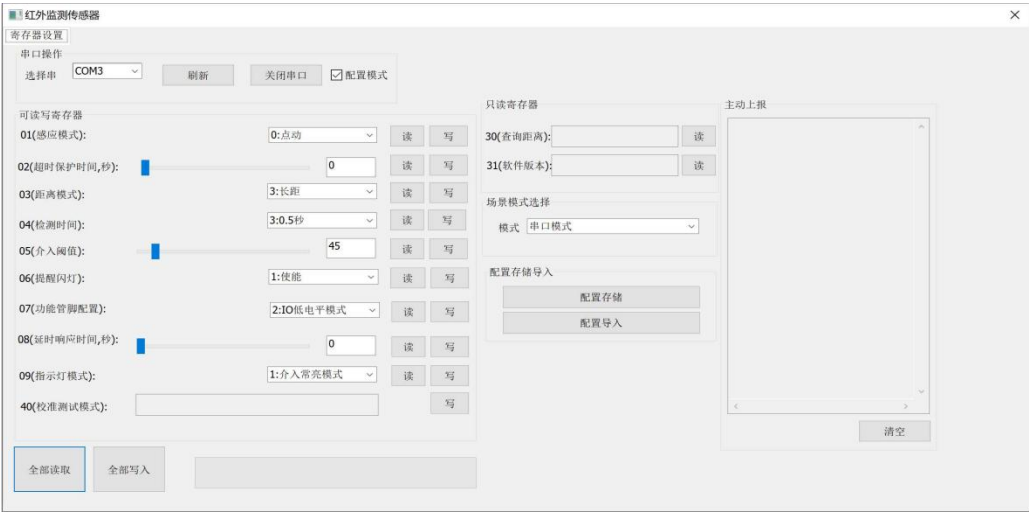 红外监测传感器
寄存器设置
串口操作
选择串 COM3 刷新 关闭串口 配置模式
可读写寄存器
01(感应模式): 0:点动 读 写
02(超时保护时间,秒): 0 读 写
03(距离模式): 3:长距 读 写
04(检测时间): 3:0.5秒 读 写
05(介入阈值): 45 读 写
06(提醒闪灯): 1:使能 读 写
07(功能管脚配置): 2:IO低电平模式 读 写
08(延时响应时间,秒): 0 读 写
09(指示灯模式): 1:介入常亮模式 读 写
40(校准测试模式): 写
全部读取 全部写入
只读寄存器
30(查询距离): 读
31(软件版本): 读
场景模式选择
模式 串口模式
配置存储导入
配置存储
配置导入
主动上报
清空